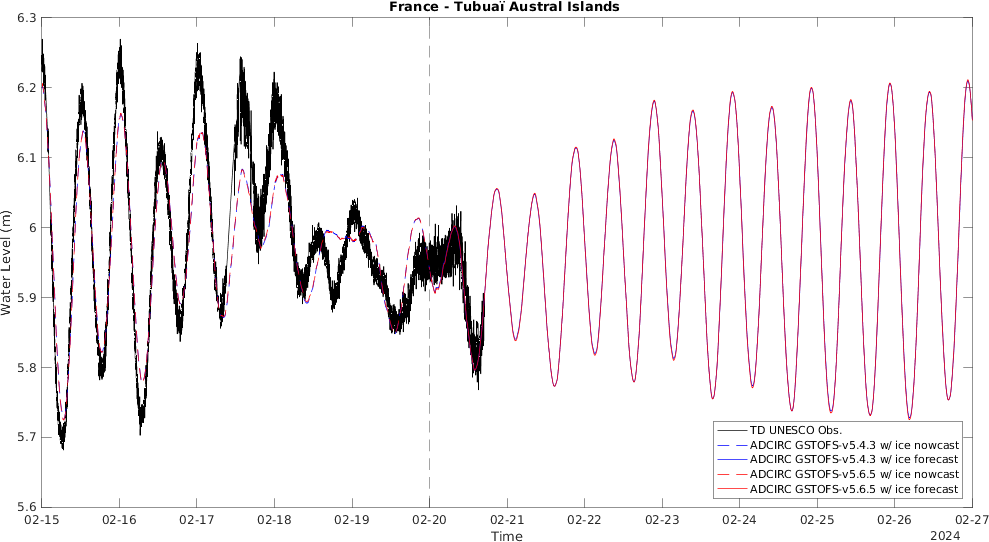 France - Tubuaï Austral Islands
6.3
6.2
6.1
6
5.9
5.8
5.7
5.6
Water Level (m)
02-15
02-16
02-17
02-18
02-19
02-20
02-21
02-22
02-23
02-24
02-25
02-26
02-27
Time
2024
TD UNESCO Obs.
ADCIRC GSTOFS-v5.4.3 w/ ice nowcast
ADCIRC GSTOFS-v5.4.3 w/ ice forecast
ADCIRC GSTOFS-v5.6.5 w/ ice nowcast
ADCIRC GSTOFS-v5.6.5 w/ ice forecast